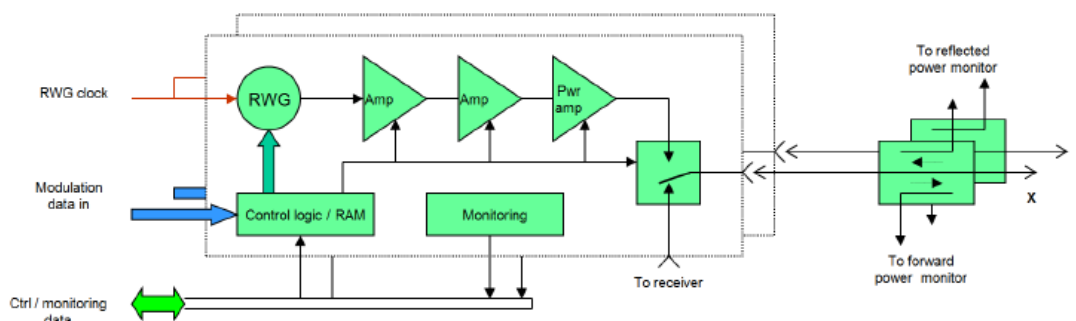 To reflected
power monitor
RWG clock
RWG
Amp
Amp
Pwr
amp
Modulation
data in
Control logic / RAM
Monitoring
X
To receiver
To forward
power monitor
Ctrl / monitoring
data